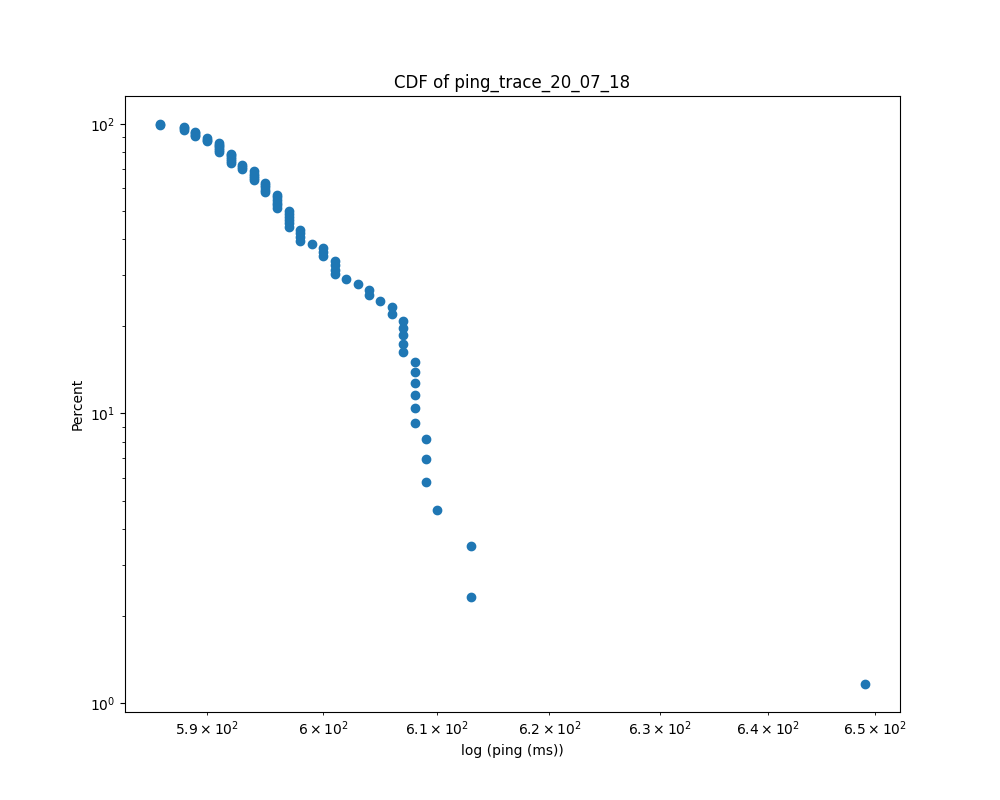 CDF of ping_trace_20_07_18
10²
10¹
10⁰
Percent
5.9 × 10² 6 × 10² 6.1 × 10² 6.2 × 10² 6.3 × 10² 6.4 × 10² 6.5 × 10²
log (ping (ms))